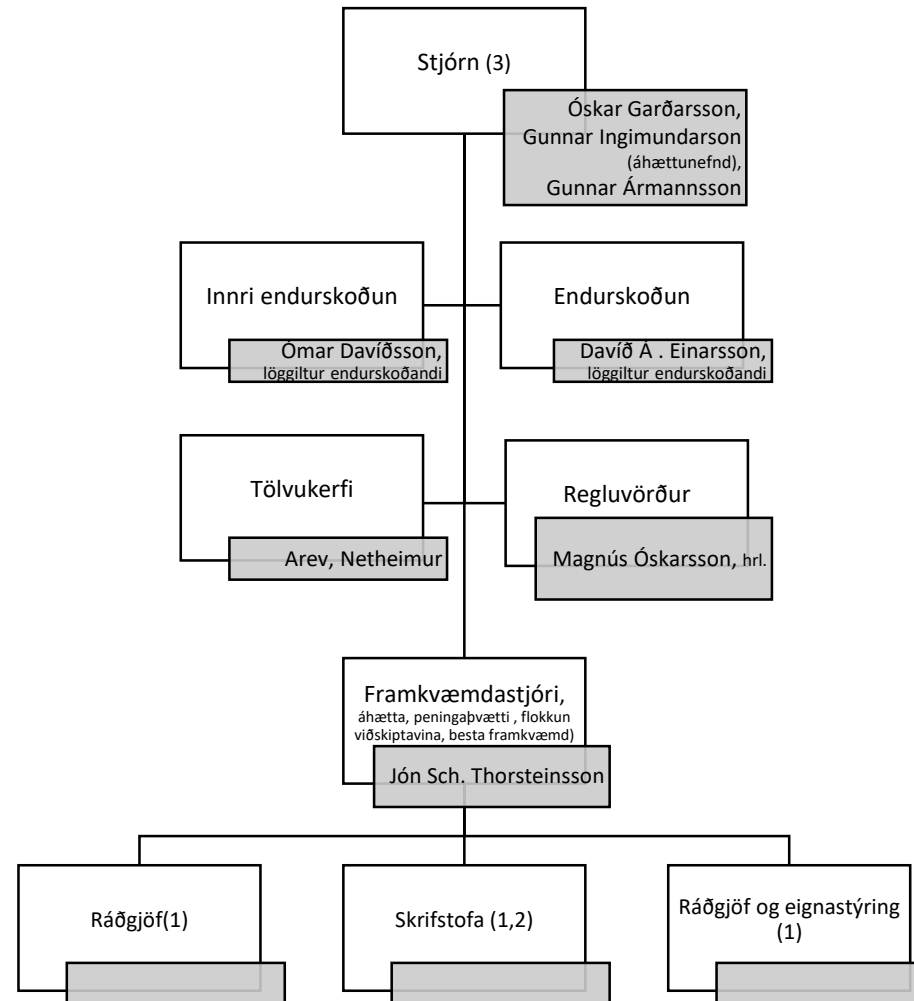 Stjórn (3)
Óskar Garðarsson,
Gunnar Ingimundarson
(áhættunefnd),
Gunnar Ármannsson
Innri endurskoðun
Ómar Davíðsson,
löggiltur endurskoðandi
Endurskoðun
Davíð Á . Einarsson,
löggiltur endurskoðandi
Tölvukerfi
Arev, Netheimur
Regluvörður
Magnús Óskarsson, hrl.
Framkvæmdastjóri,
áhætta, peningaþvætti , flokkun
viðskiptavina, besta framkvæmd)
Jón Sch. Thorsteinsson
Ráðgjöf(1)
Skrifstofa (1,2)
Ráðgjöf og eignastýring
(1)